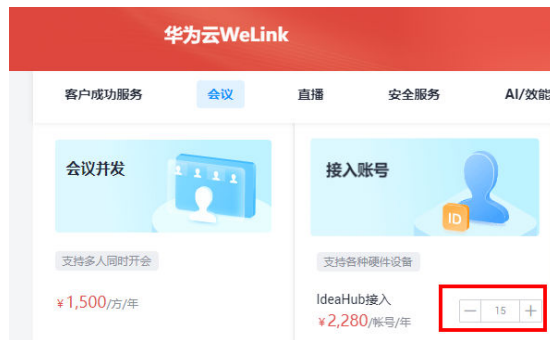 华为云WeLink
客户成功服务 会议 直播 安全服务 AI/效能
会议并发
接入账号
ID
支持多人同时开会
支持各种硬件设备
¥1,500/方/年
IdeaHub接入
¥2,280/帐号/年
— 15 +